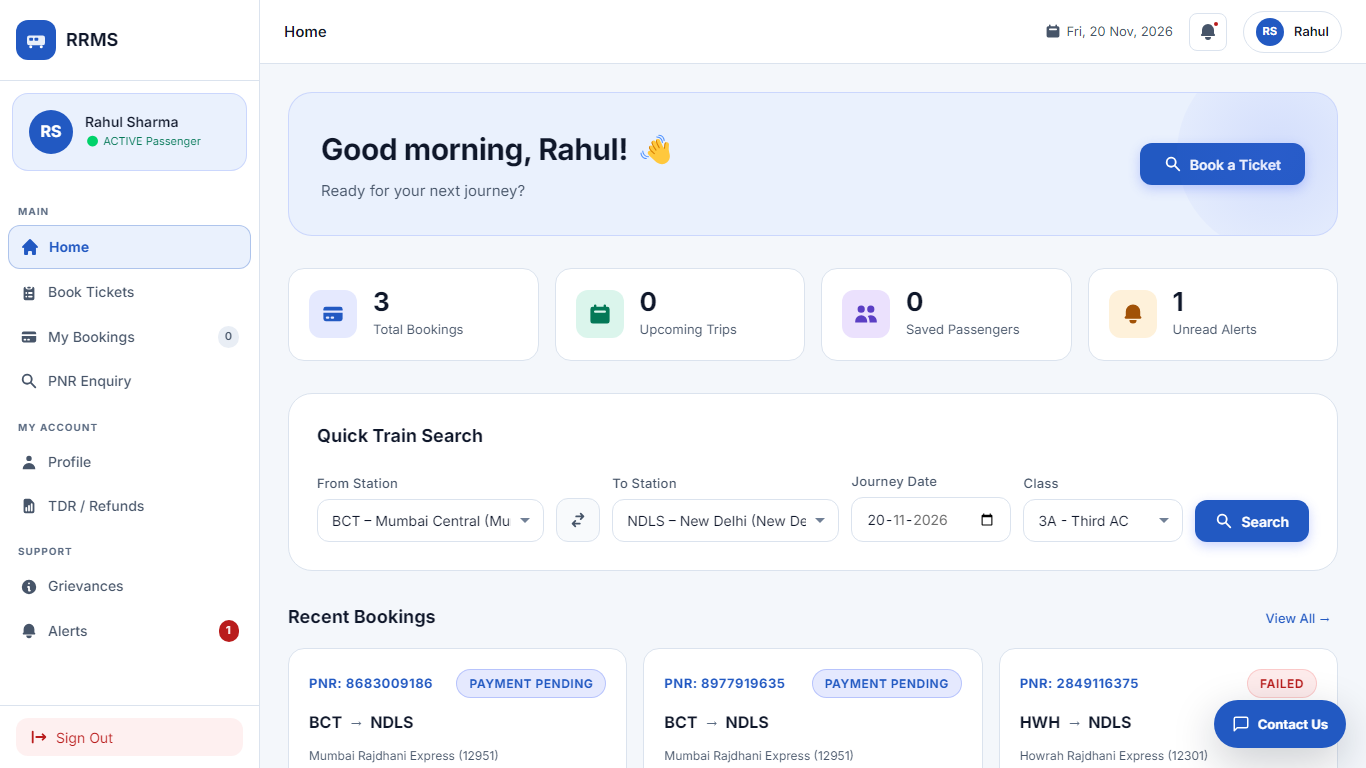 RRMS
RS
Rahul Sharma
ACTIVE Passenger
MAIN
Home
Book Tickets
My Bookings 0
PNR Enquiry
MY ACCOUNT
Profile
TDR / Refunds
SUPPORT
Grievances
Alerts 1
Sign Out
Home
Fri, 20 Nov, 2026
RS Rahul
Good morning, Rahul! 👋
Ready for your next journey?
Book a Ticket
3
Total Bookings
0
Upcoming Trips
0
Saved Passengers
1
Unread Alerts
Quick Train Search
From Station To Station Journey Date Class
BCT – Mumbai Central (Mu NDLS – New Delhi (New De 20-11-2026 3A - Third AC Search
Recent Bookings View All →
PNR: 8683009186 PAYMENT PENDING
BCT → NDLS
Mumbai Rajdhani Express (12951)
PNR: 8977919635 PAYMENT PENDING
BCT → NDLS
Mumbai Rajdhani Express (12951)
PNR: 2849116375 FAILED
HWH → NDLS
Howrah Rajdhani Express (12301)
Contact Us